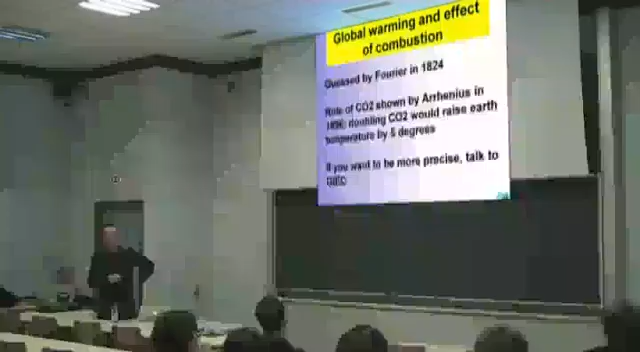 Global warming and effect
of combustion
Guessed by Fourier in 1824
Role of CO2 shown by Arrhenius in
1896: doubling CO2 would raise earth
temperature by 5 degrees
If you want to be more precise, talk to
GIEC